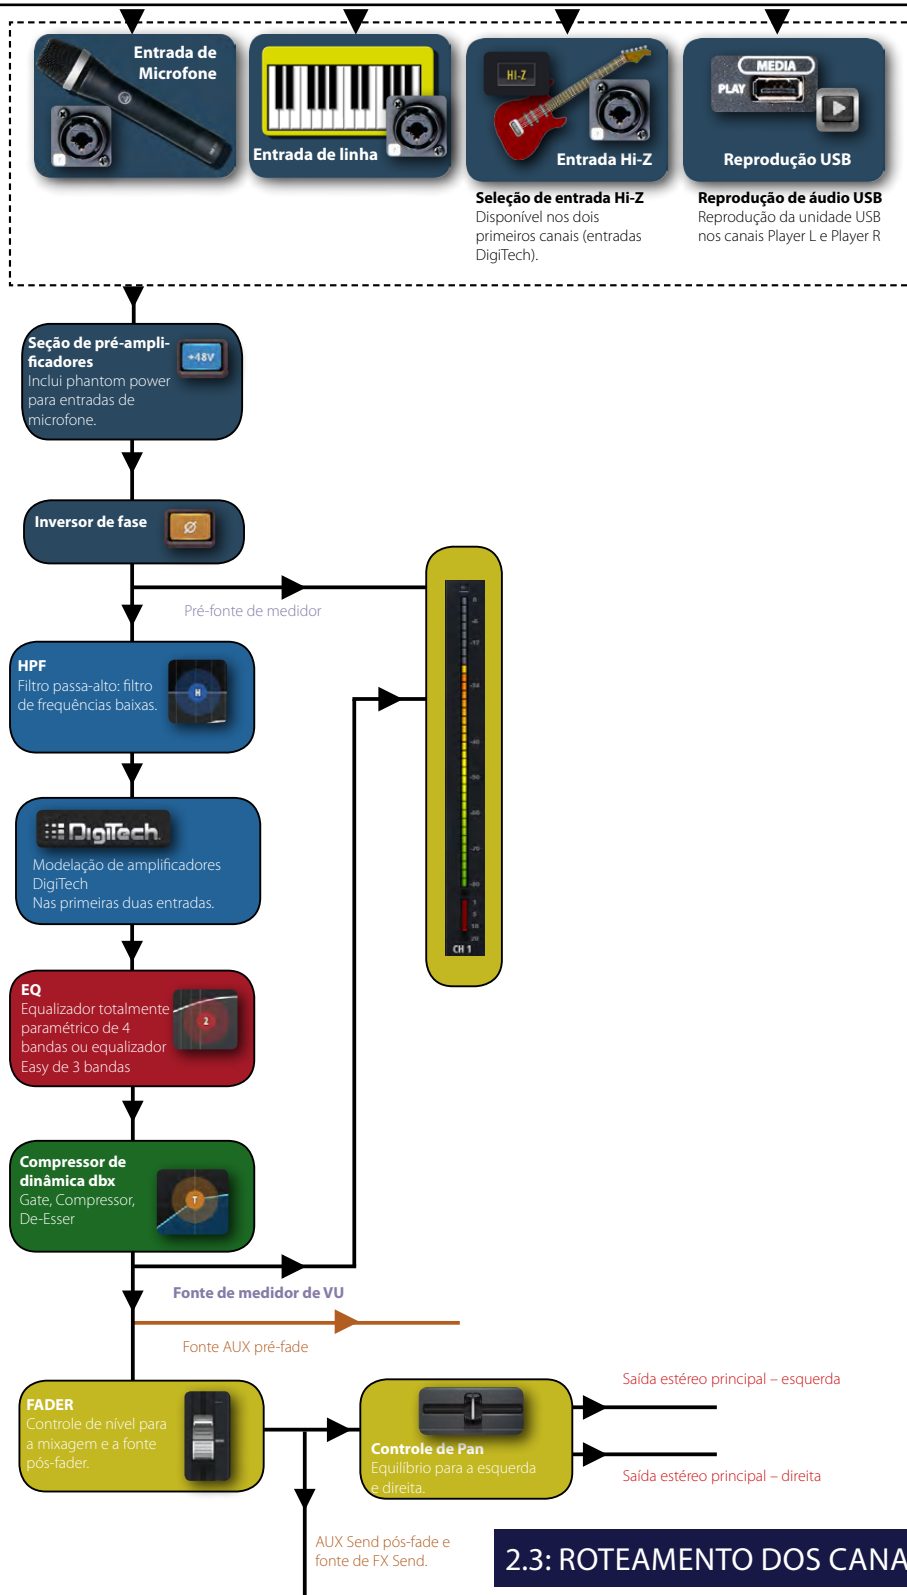 Entrada de
Microfone
Entrada de linha
HI-Z
Entrada Hi-Z
MEDIA
PLAY
Reprodução USB
Seleção de entrada Hi-Z
Disponível nos dois
primeiros canais (entradas
DigiTech).
Reprodução de áudio USB
Reprodução da unidade USB
nos canais Player L e Player R
Seção de pré-ampli-
ficadores
+48V
Inclui phantom power
para entradas de
microfone.
Inversor de fase
Ø
Pré-fonte de medidor
HPF
Filtro passa-alto: filtro
de frequências baixas.
H
DigiTech
Modelação de amplificadores
DigiTech
Nas primeiras duas entradas.
CH 1
EQ
Equalizador totalmente
paramétrico de 4
bandas ou equalizador
Easy de 3 bandas
2
Compressor de
dinâmica dbx
Gate, Compressor,
De-Esser
T
Fonte de medidor de VU
Fonte AUX pré-fade
FADER
Controle de nível para
a mixagem e a fonte
pós-fader.
Controle de Pan
Equilíbrio para a esquerda
e direita.
Saída estéreo principal – esquerda
Saída estéreo principal – direita
AUX Send pós-fade e
fonte de FX Send.
2.3: ROTEAMENTO DOS CANA